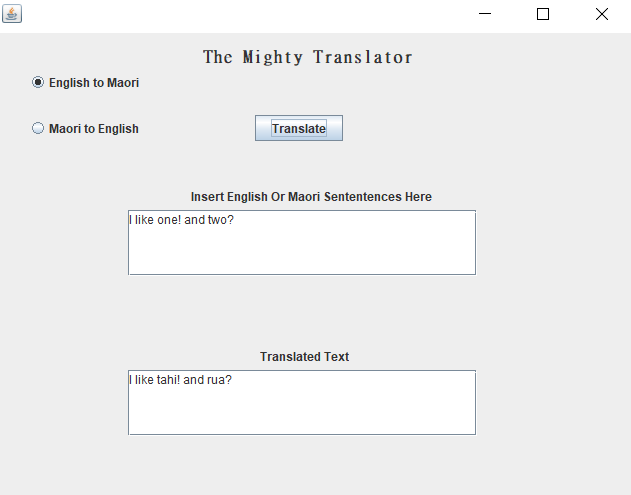 The Mighty Translator
English to Maori
Maori to English
Translate
Insert English Or Maori Sententences Here
I like one! and two?
Translated Text
I like tahi! and rua?